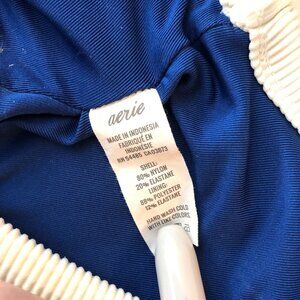 aerie
MADE IN INDONESIA
FABRIQUÉ EN
INDONÉSIE
RN 54485 CA03873
SHELL:
80% NYLON
20% ELASTANE
LINING:
88% POLYESTER
12% ELASTANE
HAND WASH COLD
WITH LIKE COLORS